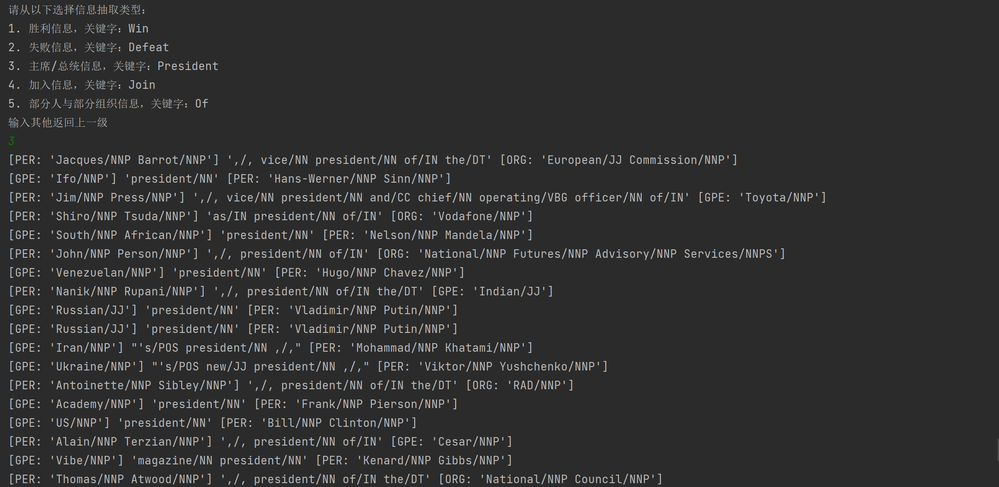 请从以下选择信息抽取类型：
1. 胜利信息，关键字：Win
2. 失败信息，关键字：Defeat
3. 主席/总统信息，关键字：President
4. 加入信息，关键字：Join
5. 部分人与部分组织信息，关键字：Of
输入其他返回上一级
3
[PER: 'Jacques/NNP Barrot/NNP'] ',/, vice/NN president/NN of/IN the/DT' [ORG: 'European/JJ Commission/NNP']
[GPE: 'Ifo/NNP'] 'president/NN' [PER: 'Hans-Werner/NNP Sinn/NNP']
[PER: 'Jim/NNP Press/NNP'] ',/, vice/NN president/NN and/CC chief/NN operating/VBG officer/NN of/IN' [GPE: 'Toyota/NNP']
[PER: 'Shiro/NNP Tsuda/NNP'] 'as/IN president/NN of/IN' [ORG: 'Vodafone/NNP']
[GPE: 'South/NNP African/NNP'] 'president/NN' [PER: 'Nelson/NNP Mandela/NNP']
[PER: 'John/NNP Person/NNP'] ',/, president/NN of/IN' [ORG: 'National/NNP Futures/NNP Advisory/NNP Services/NNPS']
[GPE: 'Venezuelan/NNP'] 'president/NN' [PER: 'Hugo/NNP Chavez/NNP']
[PER: 'Nanik/NNP Rupani/NNP'] ',/, president/NN of/IN the/DT' [GPE: 'Indian/JJ']
[GPE: 'Russian/JJ'] 'president/NN' [PER: 'Vladimir/NNP Putin/NNP']
[GPE: 'Russian/JJ'] 'president/NN' [PER: 'Vladimir/NNP Putin/NNP']
[GPE: 'Iran/NNP'] "'s/POS president/NN ,/," [PER: 'Mohammad/NNP Khatami/NNP']
[GPE: 'Ukraine/NNP'] "'s/POS new/JJ president/NN ,/," [PER: 'Viktor/NNP Yushchenko/NNP']
[PER: 'Antoinette/NNP Sibley/NNP'] ',/, president/NN of/IN the/DT' [ORG: 'RAD/NNP']
[GPE: 'Academy/NNP'] 'president/NN' [PER: 'Frank/NNP Pierson/NNP']
[GPE: 'US/NNP'] 'president/NN' [PER: 'Bill/NNP Clinton/NNP']
[PER: 'Alain/NNP Terzian/NNP'] ',/, president/NN of/IN' [GPE: 'Cesar/NNP']
[GPE: 'Vibe/NNP'] 'magazine/NN president/NN' [PER: 'Kenard/NNP Gibbs/NNP']
[PER: 'Thomas/NNP Atwood/NNP'] ',/, president/NN of/IN the/DT' [ORG: 'National/NNP Council/NNP']